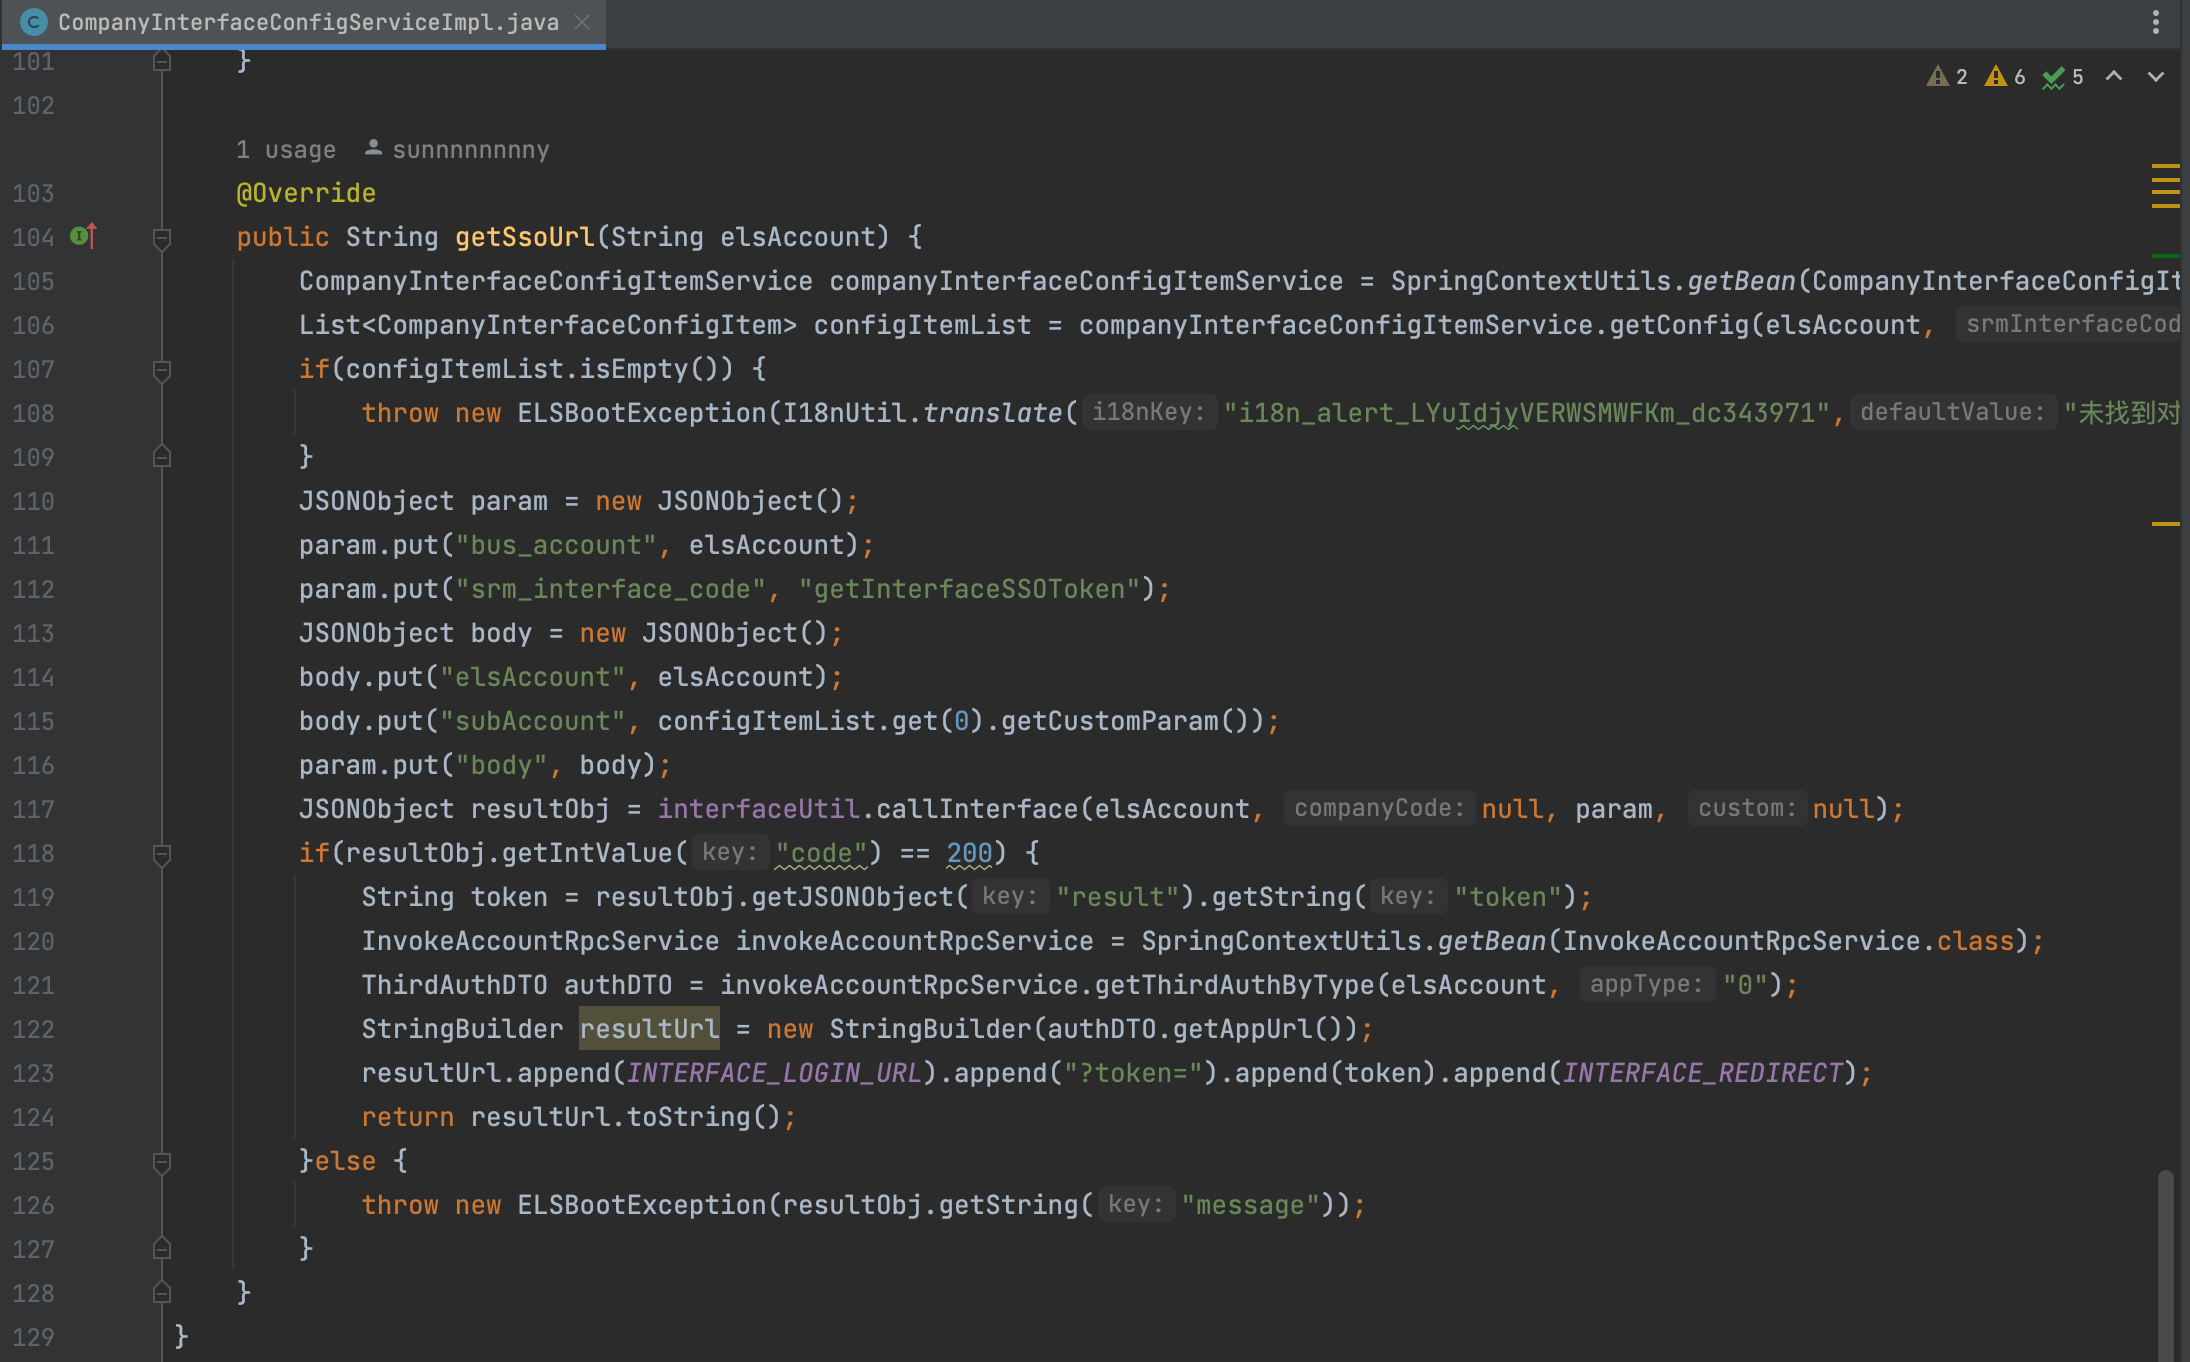 CompanyInterfaceConfigServiceImpl.java
2 6 5
101 }
102
1 usage sunnnnnnnny
103 @Override
104 public String getSsoUrl(String elsAccount) {
105 CompanyInterfaceConfigItemService companyInterfaceConfigItemService = SpringContextUtils.getBean(CompanyInterfaceConfigIt
106 List<CompanyInterfaceConfigItem> configItemList = companyInterfaceConfigItemService.getConfig(elsAccount, srmInterfaceCod
107 if(configItemList.isEmpty()) {
108 throw new ELSBootException(I18nUtil.translate( i18nKey: "i18n_alert_LYuIdjyVERWSMWFKm_dc343971", defaultValue: "未找到对
109 }
110 JSONObject param = new JSONObject();
111 param.put("bus_account", elsAccount);
112 param.put("srm_interface_code", "getInterfaceSSOToken");
113 JSONObject body = new JSONObject();
114 body.put("elsAccount", elsAccount);
115 body.put("subAccount", configItemList.get(0).getCustomParam());
116 param.put("body", body);
117 JSONObject resultObj = interfaceUtil.callInterface(elsAccount, companyCode: null, param, custom: null);
118 if(resultObj.getIntValue( key: "code") == 200) {
119 String token = resultObj.getJSONObject( key: "result").getString( key: "token");
120 InvokeAccountRpcService invokeAccountRpcService = SpringContextUtils.getBean(InvokeAccountRpcService.class);
121 ThirdAuthDTO authDTO = invokeAccountRpcService.getThirdAuthByType(elsAccount, appType: "0");
122 StringBuilder resultUrl = new StringBuilder(authDTO.getAppUrl());
123 resultUrl.append(INTERFACE_LOGIN_URL).append("?token=").append(token).append(INTERFACE_REDIRECT);
124 return resultUrl.toString();
125 }else {
126 throw new ELSBootException(resultObj.getString( key: "message"));
127 }
128 }
129 }